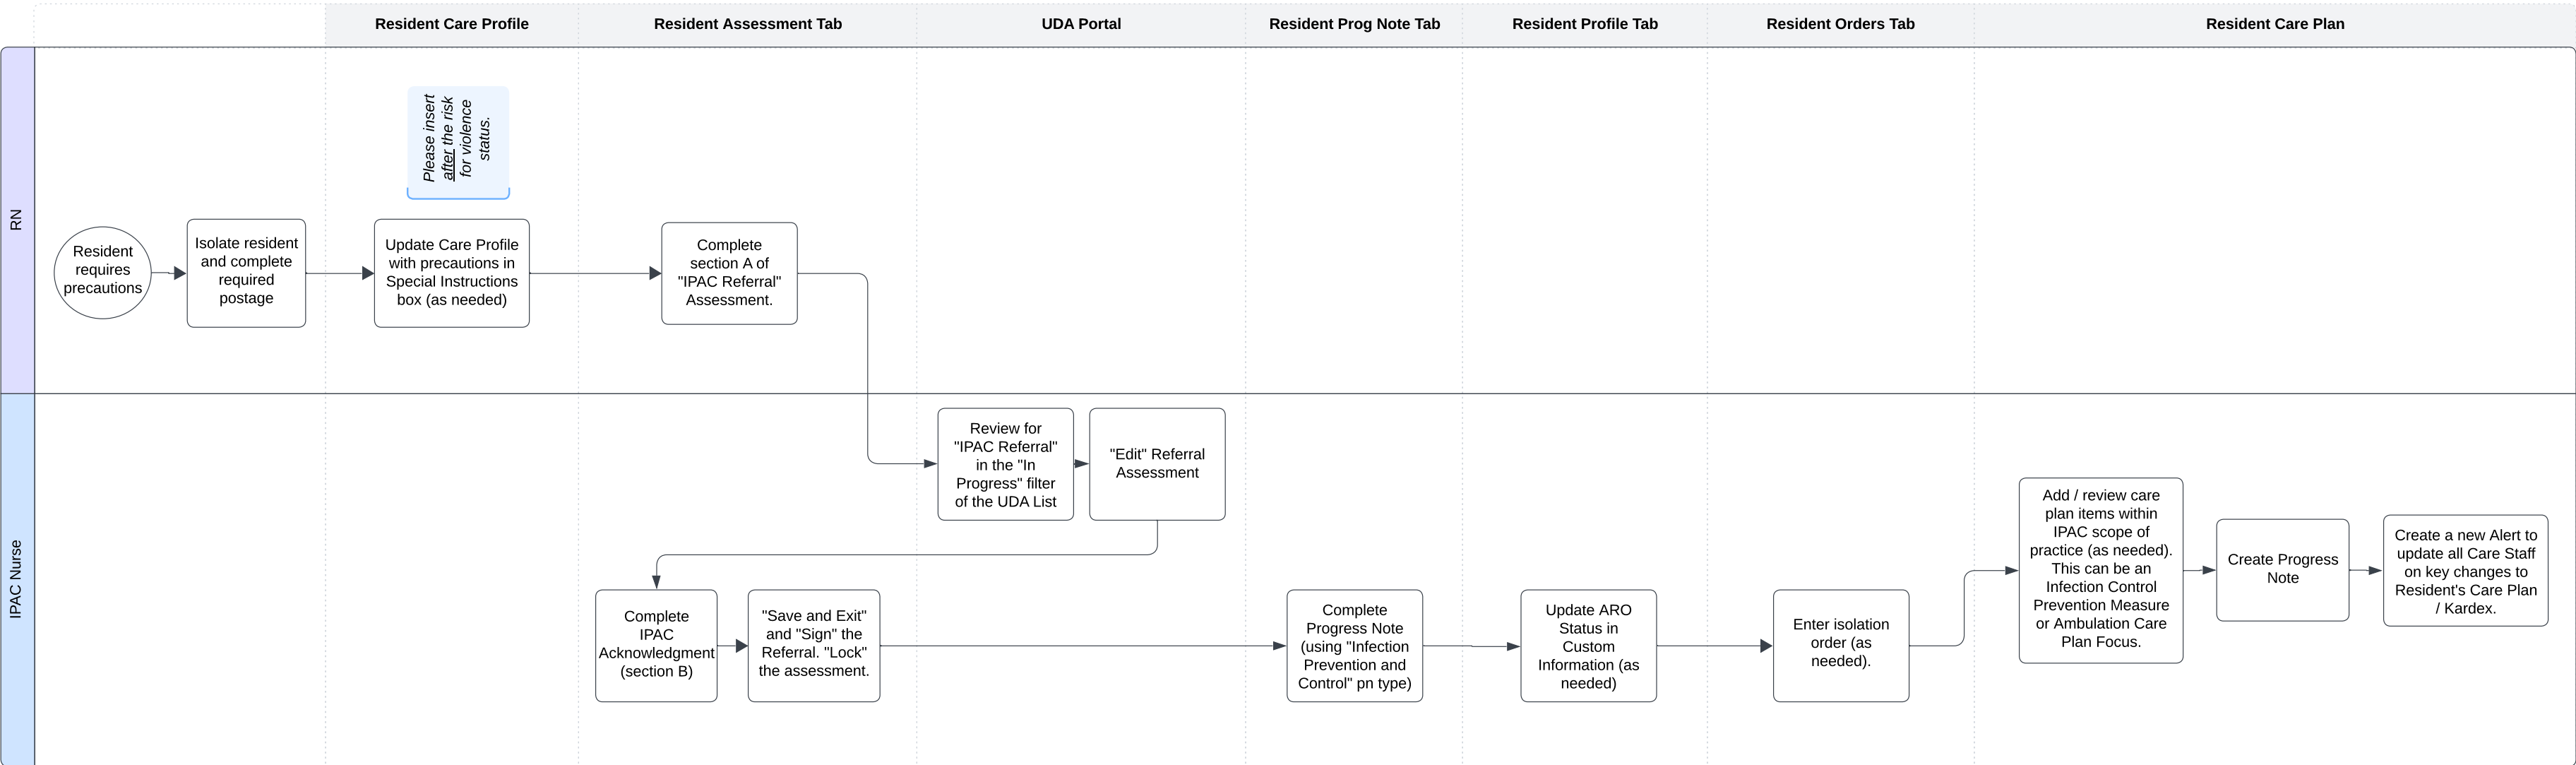 Resident Care Profile
Resident Assessment Tab
UDA Portal
Resident Prog Note Tab
Resident Profile Tab
Resident Orders Tab
Resident Care Plan
RN
Please insert
after the risk
for violence
status.
Resident
requires
precautions
Isolate resident
and complete
required
postage
Update Care Profile
with precautions in
Special Instructions
box (as needed)
Complete
section A of
"IPAC Referral"
Assessment.
IPAC Nurse
Review for
"IPAC Referral"
in the "In
Progress" filter
of the UDA List
"Edit" Referral
Assessment
Complete
IPAC
Acknowledgment
(section B)
"Save and Exit"
and "Sign" the
Referral. "Lock"
the assessment.
Complete
Progress Note
(using "Infection
Prevention and
Control" pn type)
Update ARO
Status in
Custom
Information (as
needed)
Enter isolation
order (as
needed).
Add / review care
plan items within
IPAC scope of
practice (as needed).
This can be an
Infection Control
Prevention Measure
or Ambulation Care
Plan Focus.
Create Progress
Note
Create a new Alert to
update all Care Staff
on key changes to
Resident's Care Plan
/ Kardex.